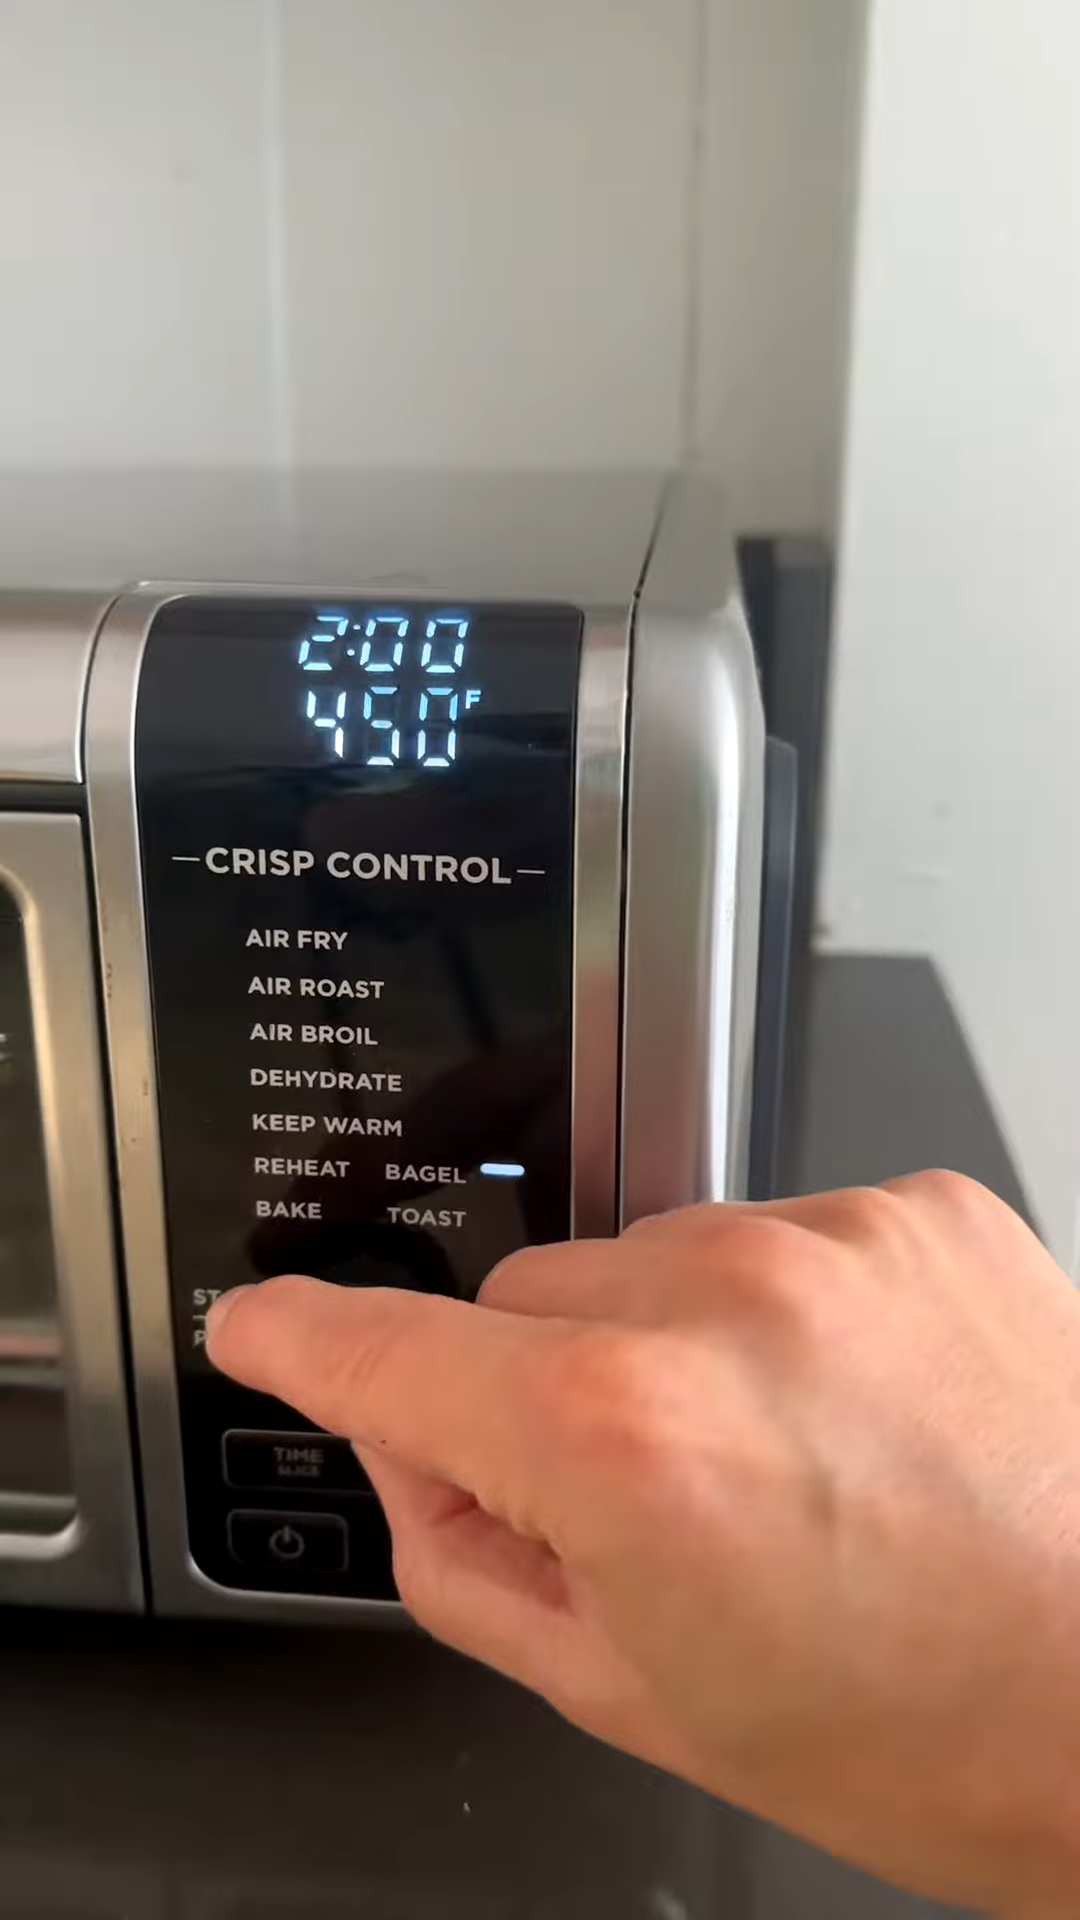 2:00
450 F
CRISP CONTROL
AIR FRY
AIR ROAST
AIR BROIL
DEHYDRATE
KEEP WARM
REHEAT BAGEL
BAKE TOAST
TIME
SLICE